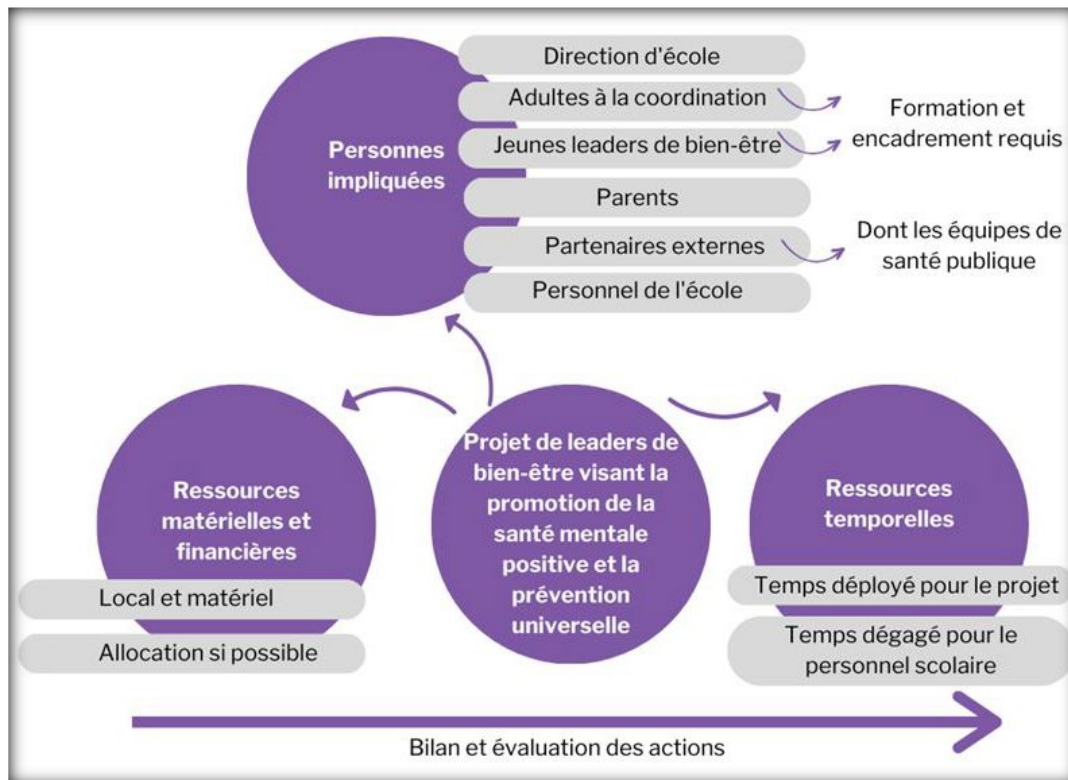 Direction d'école
Adultes à la coordination
Jeunes leaders de bien-être
Formation et
encadrement requis
Personnes
impliquées
Parents
Partenaires externes
Dont les équipes de
santé publique
Personnel de l'école
Ressources
matérielles et
financières
Local et matériel
Allocation si possible
Projet de leaders de
bien-être visant la
promotion de la
santé mentale
positive et la
prévention
universelle
Ressources
temporelles
Temps déployé pour le projet
Temps dégagé pour le
personnel scolaire
Bilan et évaluation des actions